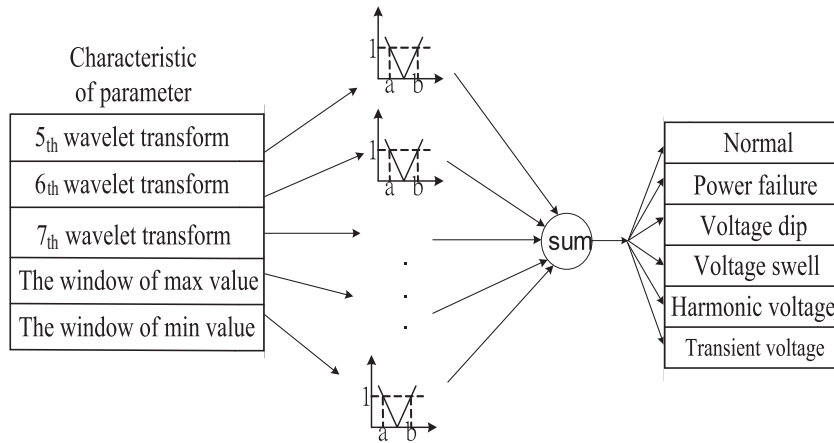 Characteristic
of parameter
5th wavelet transform
6th wavelet transform
7th wavelet transform
The window of max value
The window of min value
1
a b
1
a b
.
.
.
1
a b
sum
Normal
Power failure
Voltage dip
Voltage swell
Harmonic voltage
Transient voltage